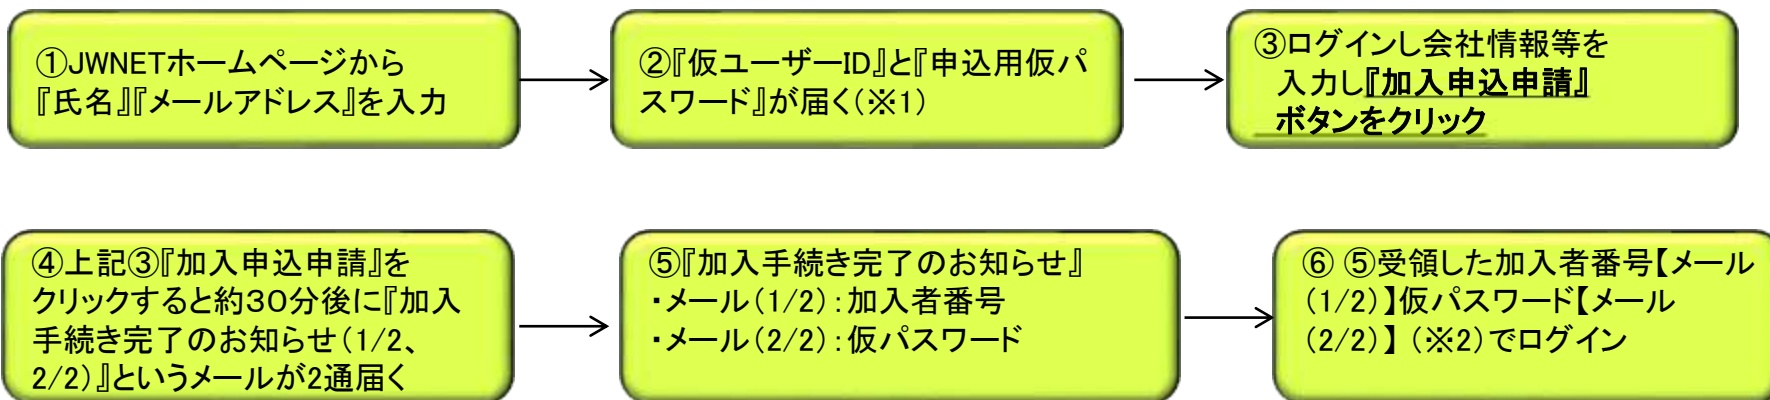 ①JWNETホームページから
『氏名』『メールアドレス』を入力
②『仮ユーザーID』と『申込用仮パ
スワード』が届く(※1)
③ログインし会社情報等を
入力し『加入申込申請』
ボタンをクリック
④上記③『加入申込申請』を
クリックすると約３０分後に『加入
手続き完了のお知らせ(1/2、
2/2)』というメールが2通届く
⑤『加入手続き完了のお知らせ』
・メール(1/2):加入者番号
・メール(2/2):仮パスワード
⑥ ⑤受領した加入者番号【メール
(1/2)】仮パスワード【メール
(2/2)】 (※2)でログイン